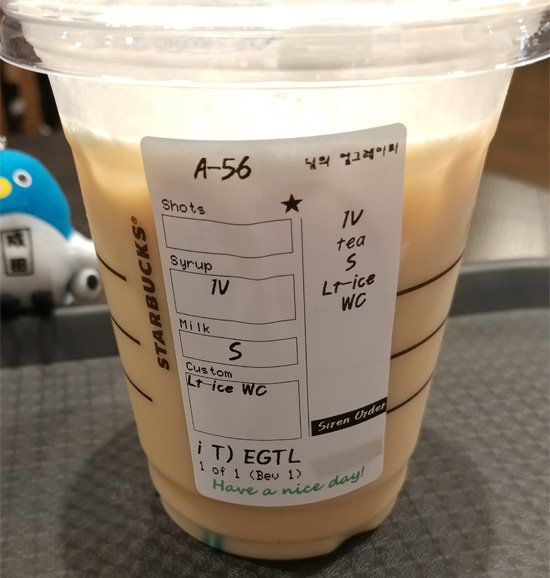 A-56
님의 업그레이티
Shots
★
Syrup
1V
Milk
S
Custom
Lt-ice WC
1V
tea
S
Lt-ice
WC
Siren Order
i T) EGTL
1 of 1 (Bev 1)
Have a nice day!
STARBUCKS®